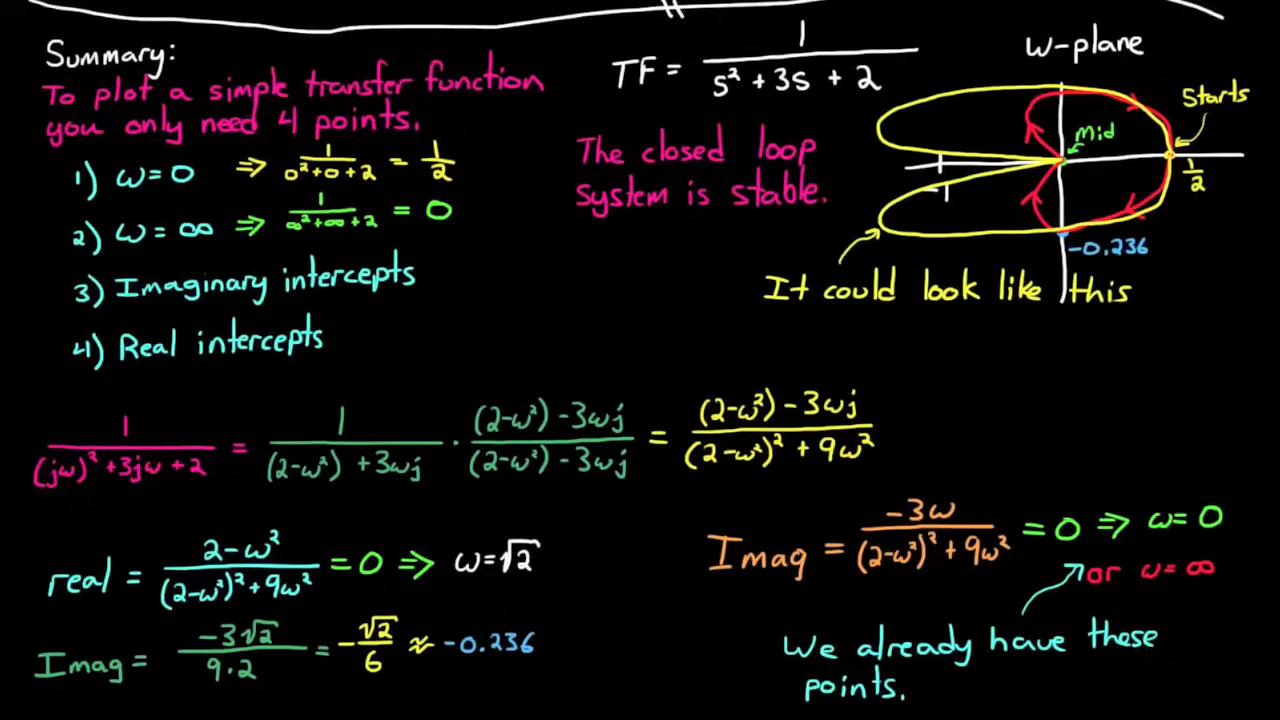 Summary:
To plot a simple transfer function
you only need 4 points.
1) ω=0 ⇒ 1/(0²+0+2) = 1/2
2) ω=∞ ⇒ 1/(∞²+∞+2) = 0
3) Imaginary intercepts
4) Real intercepts
TF = 1/(s² + 3s + 2)
The closed loop
system is stable.
ω-plane
Starts
Mid
-1
1/2
-0.236
It could look like this
1/((jω)² + 3jω + 2) = 1/((2-ω²) + 3ωj) · ((2-ω²) - 3ωj)/((2-ω²) - 3ωj) = ((2-ω²) - 3ωj)/((2-ω²)² + 9ω²)
real = (2-ω²)/((2-ω²)² + 9ω²) = 0 ⇒ ω=√2
Imag = -3√2/(9·2) = -√2/6 ≈ -0.236
Imag = -3ω/((2-ω²)² + 9ω²) = 0 ⇒ ω= 0
or ω=∞
We already have these
points.